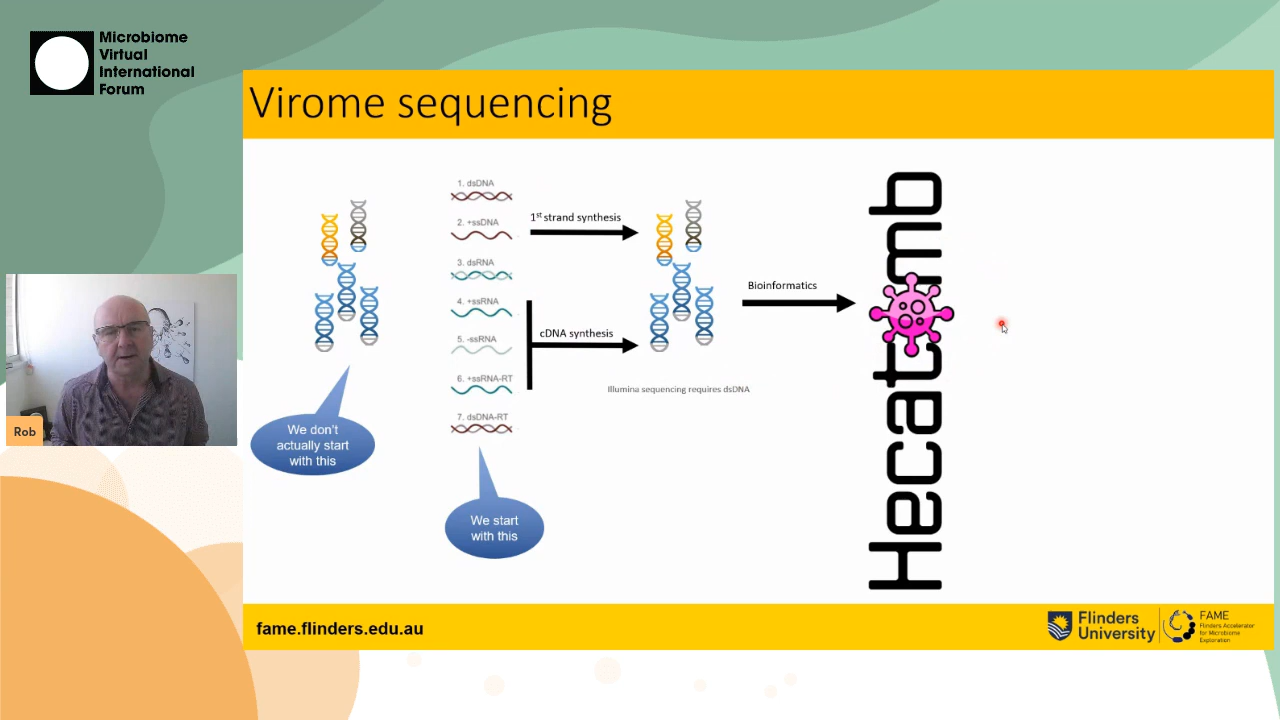 Microbiome
Virtual
International
Forum
Virome sequencing
1. dsDNA
2. +ssDNA
3. dsRNA
4. +ssRNA
5. -ssRNA
6. +ssRNA-RT
7. dsDNA-RT
1st strand synthesis
cDNA synthesis
Illumina sequencing requires dsDNA
Bioinformatics
Hecatomb
We don't
actually start
with this
We start
with this
Rob
fame.flinders.edu.au
Flinders
University
FAME
Flinders Accelerator
for Microbiome
Exploration